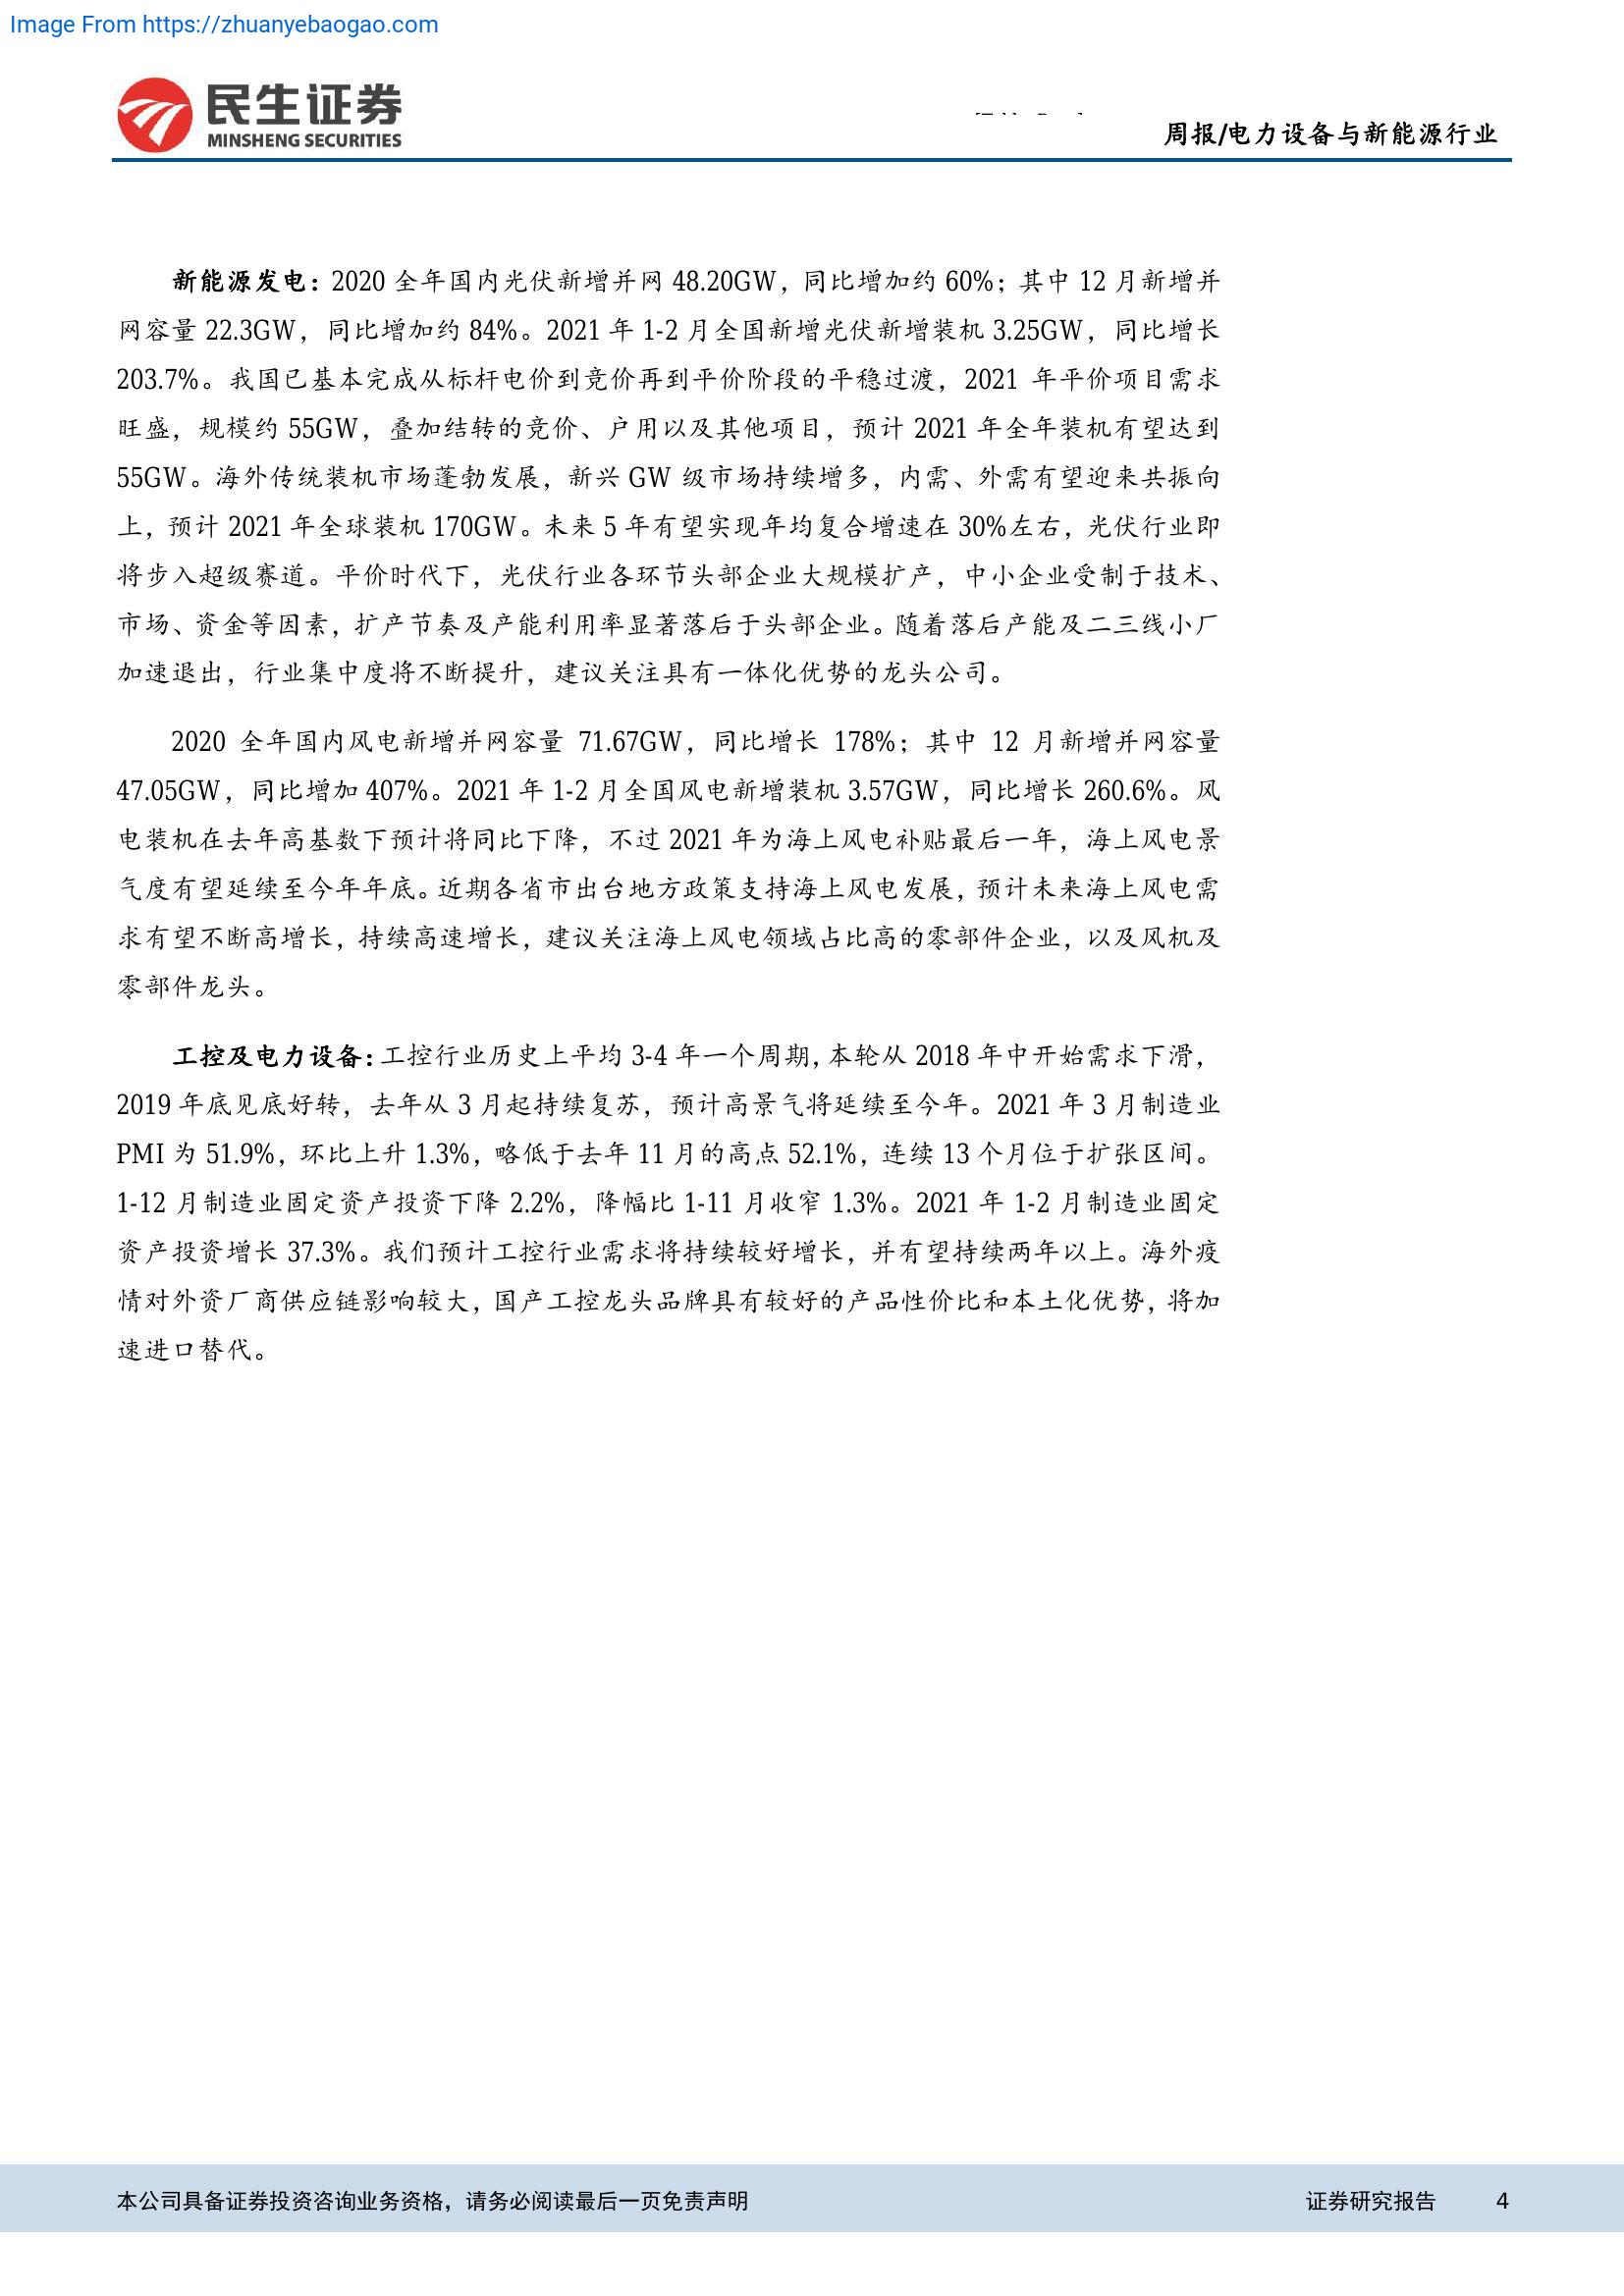 Image From https://zhuanyebaogao.com
民生证券
MINSHENG SECURITIES
周报/电力设备与新能源行业
新能源发电：2020 全年国内光伏新增并网 48.20GW，同比增加约 60%；其中 12 月新增并
网容量 22.3GW，同比增加约 84%。2021 年 1-2 月全国新增光伏新增装机 3.25GW，同比增长
203.7%。我国已基本完成从标杆电价到竞价再到平价阶段的平稳过渡，2021 年平价项目需求
旺盛，规模约 55GW，叠加结转的竞价、户用以及其他项目，预计 2021 年全年装机有望达到
55GW。海外传统装机市场蓬勃发展，新兴 GW 级市场持续增多，内需、外需有望迎来共振向
上，预计 2021 年全球装机 170GW。未来 5 年有望实现年均复合增速在 30%左右，光伏行业即
将步入超级赛道。平价时代下，光伏行业各环节头部企业大规模扩产，中小企业受制于技术、
市场、资金等因素，扩产节奏及产能利用率显著落后于头部企业。随着落后产能及二三线小厂
加速退出，行业集中度将不断提升，建议关注具有一体化优势的龙头公司。
2020 全年国内风电新增并网容量 71.67GW，同比增长 178%；其中 12 月新增并网容量
47.05GW，同比增加 407%。2021 年 1-2 月全国风电新增装机 3.57GW，同比增长 260.6%。风
电装机在去年高基数下预计将同比下降，不过 2021 年为海上风电补贴最后一年，海上风电景
气度有望延续至今年年底。近期各省市出台地方政策支持海上风电发展，预计未来海上风电需
求有望不断高增长，持续高速增长，建议关注海上风电领域占比高的零部件企业，以及风机及
零部件龙头。
工控及电力设备：工控行业历史上平均 3-4 年一个周期，本轮从 2018 年中开始需求下滑，
2019 年底见底好转，去年从 3 月起持续复苏，预计高景气将延续至今年。2021 年 3 月制造业
PMI 为 51.9%，环比上升 1.3%，略低于去年 11 月的高点 52.1%，连续 13 个月位于扩张区间。
1-12 月制造业固定资产投资下降 2.2%，降幅比 1-11 月收窄 1.3%。2021 年 1-2 月制造业固定
资产投资增长 37.3%。我们预计工控行业需求将持续较好增长，并有望持续两年以上。海外疫
情对外资厂商供应链影响较大，国产工控龙头品牌具有较好的产品性价比和本土化优势，将加
速进口替代。
本公司具备证券投资咨询业务资格，请务必阅读最后一页免责声明
证券研究报告 4